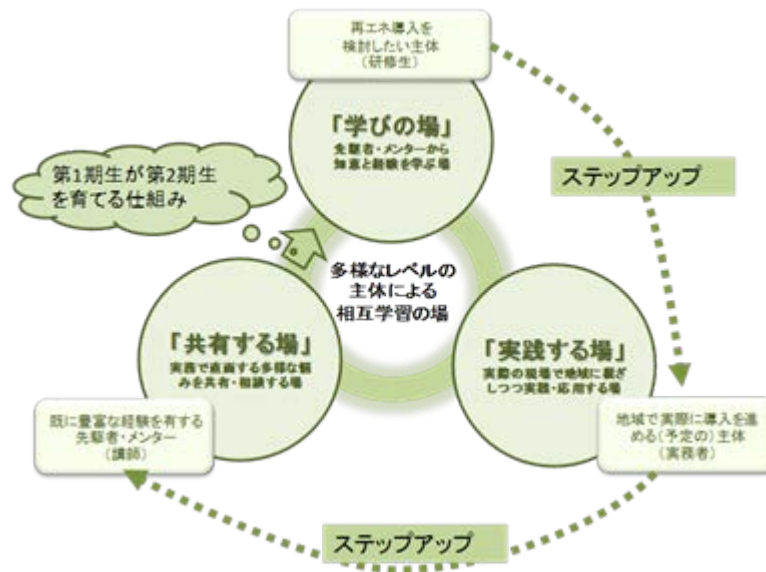 再エネ導入を
検討したい主体
(研修生)
「学びの場」
先駆者・メンターから
知恵と経験を学ぶ場
ステップアップ
第1期生が第2期生
を育てる仕組み
多様なレベルの
主体による
相互学習の場
「共有する場」
実務で直面する多様な悩
みを共有・相談する場
「実践する場」
実際の現場で地域に根ざ
しつつ実践・応用する場
既に豊富な経験を有する
先駆者・メンター
(講師)
地域で実際に導入を進
める(予定の)主体
(実務者)
ステップアップ